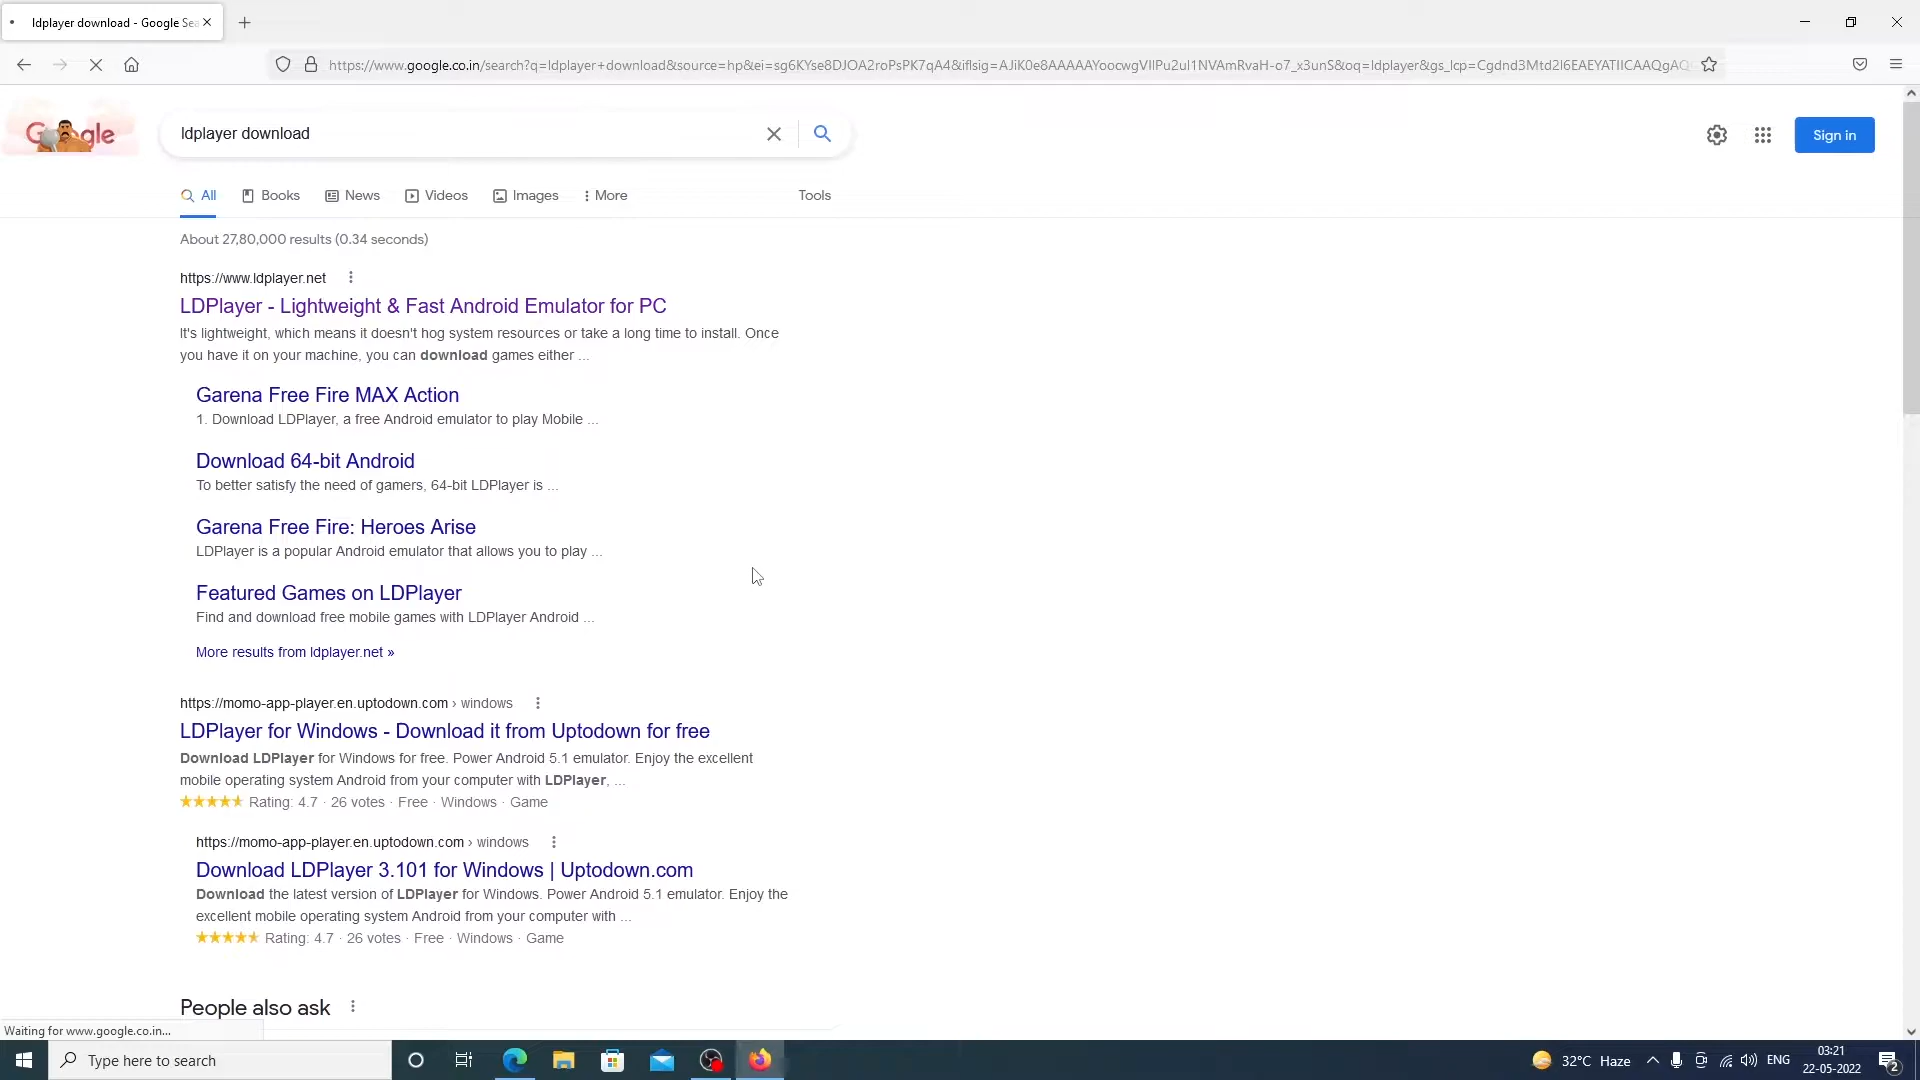 ldplayer download - Google Sea
https://www.google.co.in/search?q=ldplayer+download&source=hp&ei=sg6KYse8DJOA2roPsPK7qA4&iflsig=AJiK0e8AAAAAYoocwgVIIPu2ul1NVAmRvaH-o7_x3unS&oq=ldplayer&gs_lcp=Cgdnd3Mtd2l6EAEYATIICAAQgAQ
Google
ldplayer download
Sign in
All
Books
News
Videos
Images
More
Tools
About 27,80,000 results (0.34 seconds)
https://www.ldplayer.net
LDPlayer - Lightweight & Fast Android Emulator for PC
It's lightweight, which means it doesn't hog system resources or take a long time to install. Once
you have it on your machine, you can download games either ...
Garena Free Fire MAX Action
1. Download LDPlayer, a free Android emulator to play Mobile ...
Download 64-bit Android
To better satisfy the need of gamers, 64-bit LDPlayer is ...
Garena Free Fire: Heroes Arise
LDPlayer is a popular Android emulator that allows you to play ...
Featured Games on LDPlayer
Find and download free mobile games with LDPlayer Android ...
More results from ldplayer.net »
https://momo-app-player.en.uptodown.com › windows
LDPlayer for Windows - Download it from Uptodown for free
Download LDPlayer for Windows for free. Power Android 5.1 emulator. Enjoy the excellent
mobile operating system Android from your computer with LDPlayer, ...
Rating: 4.7 · 26 votes · Free · Windows · Game
https://momo-app-player.en.uptodown.com › windows
Download LDPlayer 3.101 for Windows | Uptodown.com
Download the latest version of LDPlayer for Windows. Power Android 5.1 emulator. Enjoy the
excellent mobile operating system Android from your computer with ...
Rating: 4.7 · 26 votes · Free · Windows · Game
People also ask
Waiting for www.google.co.in...
Type here to search
32°C Haze
ENG
03:21
22-05-2022
2